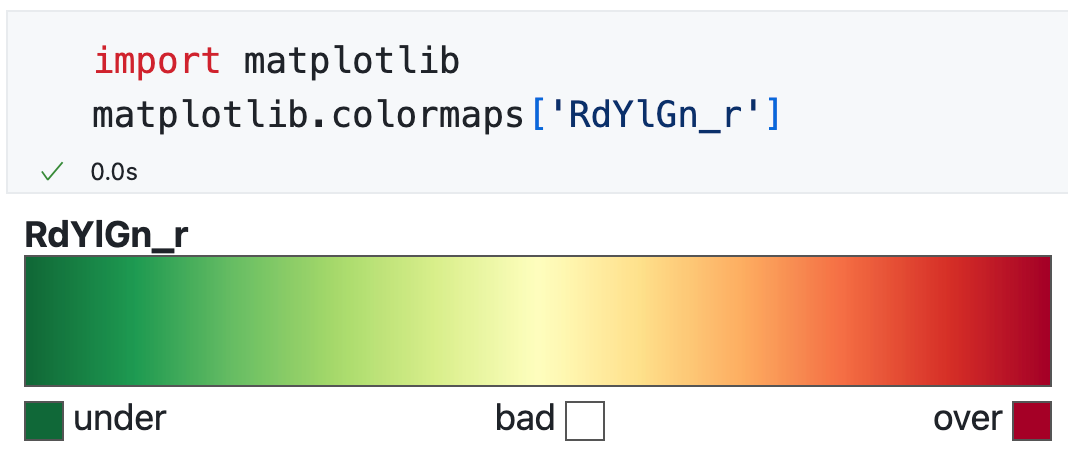 import matplotlib
matplotlib.colormaps['RdYlGn_r']
0.0s
RdYlGn_r
under bad over